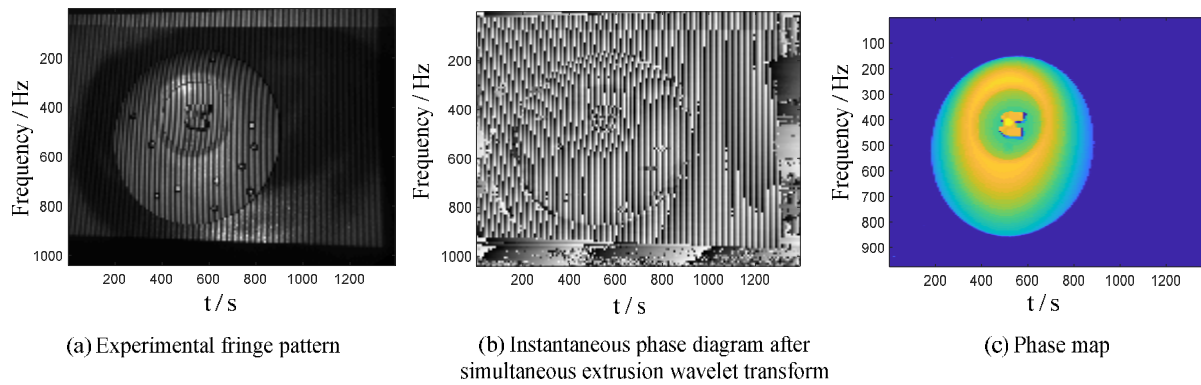 Frequency / Hz
200
400
600
800
1000
200 400 600 800 1000 1200
t / s
(a) Experimental fringe pattern
Frequency / Hz
200
400
600
800
1000
200 400 600 800 1000 1200
t / s
(b) Instantaneous phase diagram after
simultaneous extrusion wavelet transform
Frequency / Hz
100
200
300
400
500
600
700
800
900
200 400 600 800 1000 1200
t / s
(c) Phase map